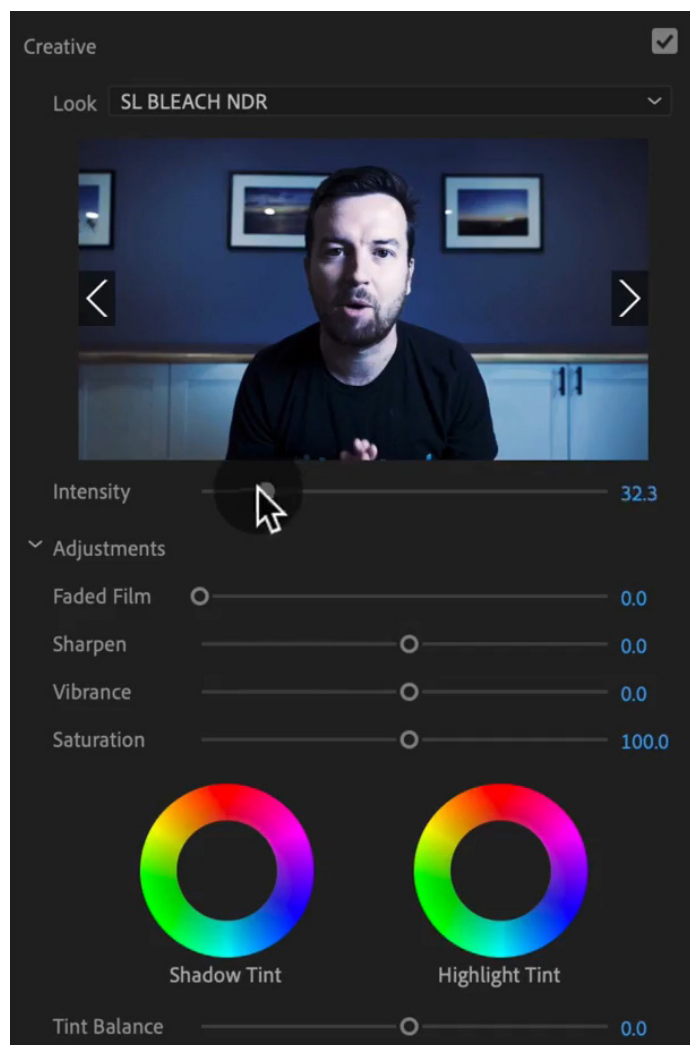 Creative
Look SL BLEACH NDR
Intensity 32.3
Adjustments
Faded Film 0.0
Sharpen 0.0
Vibrance 0.0
Saturation 100.0
Shadow Tint Highlight Tint
Tint Balance 0.0